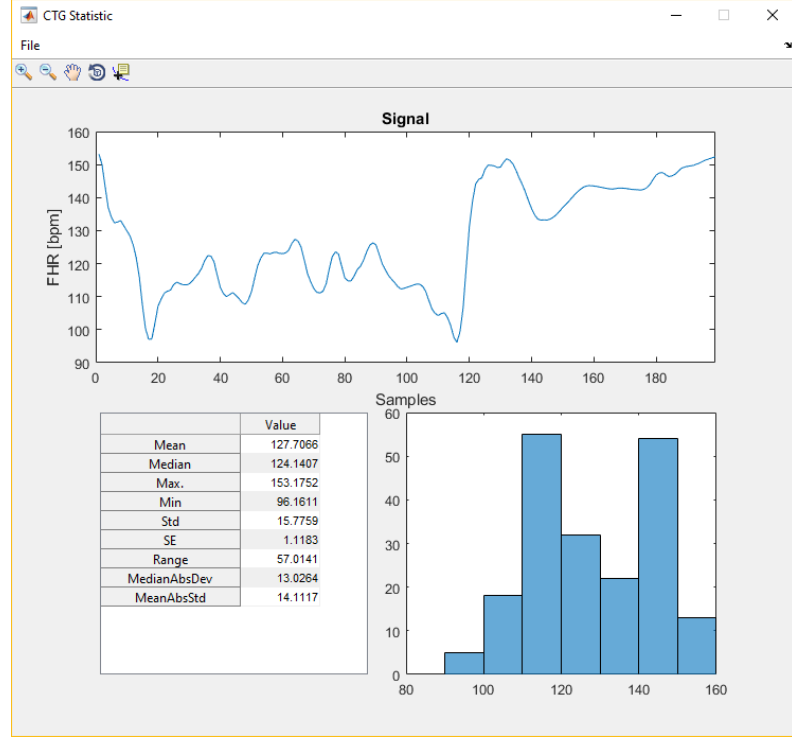 CTG Statistic
File
Signal
160
150
140
130
120
110
100
90
FHR [bpm]
0 20 40 60 80 100 120 140 160 180
Samples
Value
Mean 127.7066
Median 124.1407
Max. 153.1752
Min 96.1611
Std 15.7759
SE 1.1183
Range 57.0141
MedianAbsDev 13.0264
MeanAbsStd 14.1117
60
50
40
30
20
10
0
80 100 120 140 160